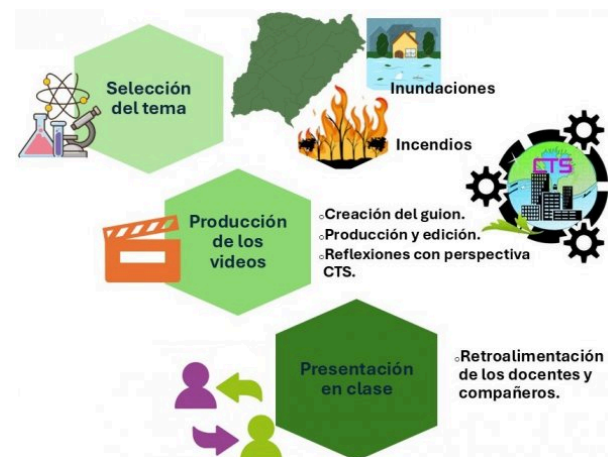 Selección
del tema
Inundaciones
Incendios
CTS
Producción
de los
videos
◦Creación del guion.
◦Producción y edición.
◦Reflexiones con perspectiva
CTS.
Presentación
en clase
◦Retroalimentación
de los docentes y
compañeros.